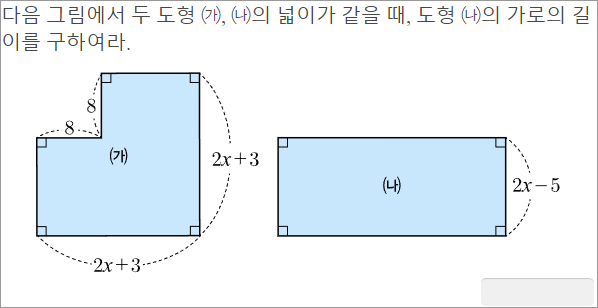 다음 그림에서 두 도형 ㈎, ㈏의 넓이가 같을 때, 도형 ㈏의 가로의 길
이를 구하여라.
8
8
㈎
2x+3
2x+3
㈏
2x-5